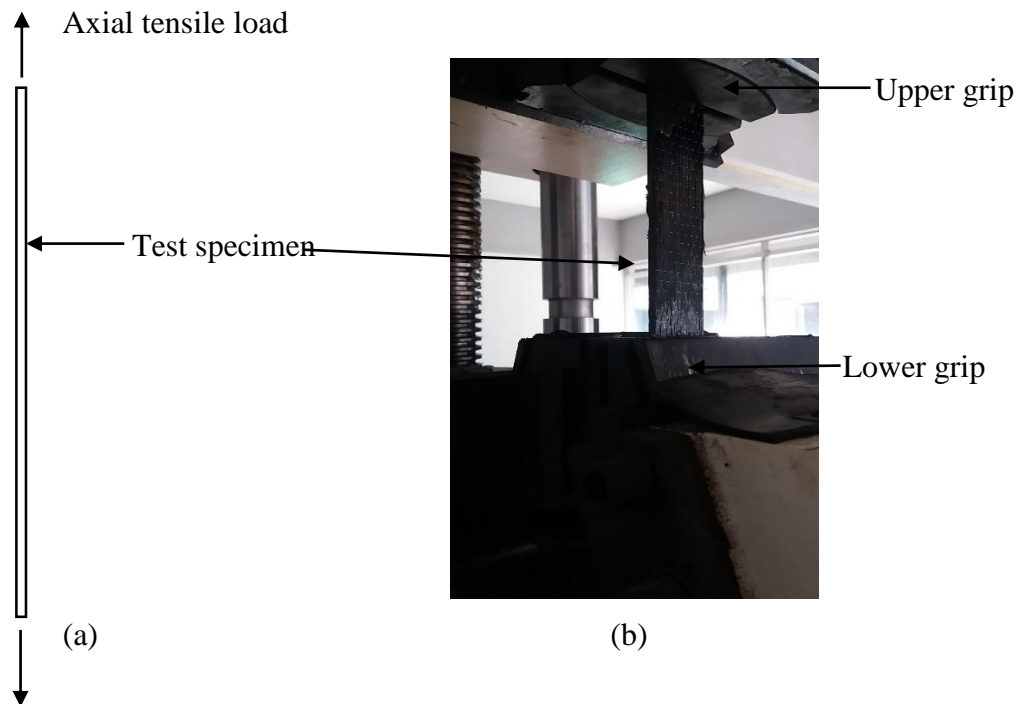 Axial tensile load
Upper grip
Test specimen
Lower grip
(a)
(b)